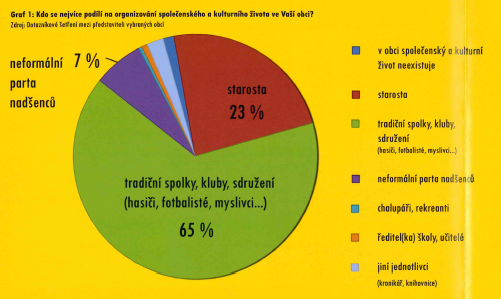 Graf 1: Kdo se nejvíce podílí na organizování společenského a kulturního života ve Vaší obci?
Zdroj: Dotazníkové šetření mezi představiteli vybraných obcí
neformální
parta
nadšenců
7 %
starosta
23 %
tradiční spolky, kluby, sdružení
(hasiči, fotbalisté, myslivci...)
65 %
v obci společenský a kulturní
život neexistuje
starosta
tradiční spolky, kluby,
sdružení
(hasiči, fotbalisté, myslivci...)
neformální parta nadšenců
chalupáři, rekreanti
ředitel(ka) školy, učitelé
jiní jednotlivci
(kronikář, knihovnice)